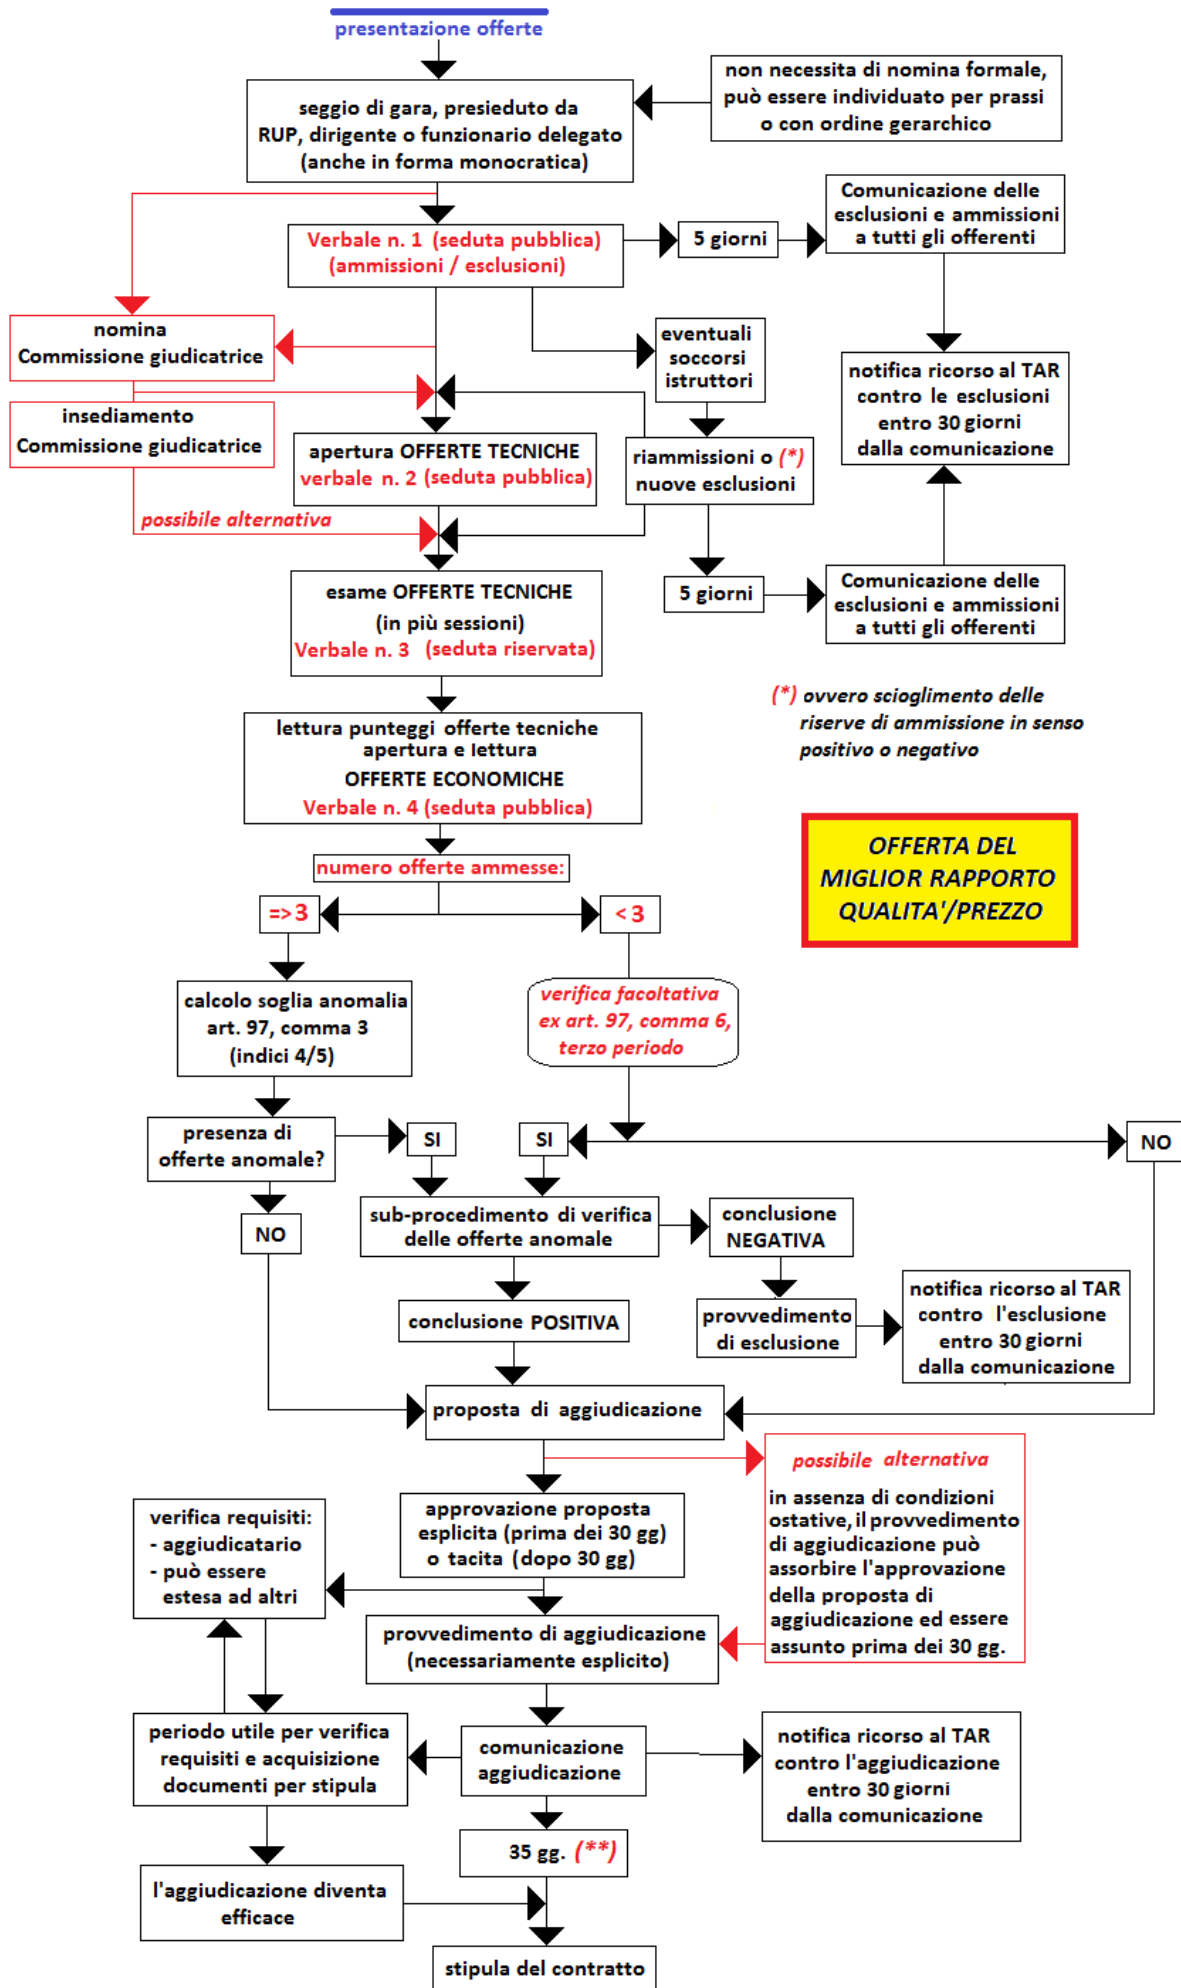 presentazione offerte
seggio di gara, presieduto da
RUP, dirigente o funzionario delegato
(anche in forma monocratica)
non necessita di nomina formale,
può essere individuato per prassi
o con ordine gerarchico
Verbale n. 1 (seduta pubblica)
(ammissioni / esclusioni)
5 giorni
Comunicazione delle
esclusioni e ammissioni
a tutti gli offerenti
nomina
Commissione giudicatrice
eventuali
soccorsi
istruttori
notifica ricorso al TAR
contro le esclusioni
entro 30 giorni
dalla comunicazione
insediamento
Commissione giudicatrice
apertura OFFERTE TECNICHE
verbale n. 2 (seduta pubblica)
riammissioni o (*)
nuove esclusioni
possibile alternativa
esame OFFERTE TECNICHE
(in più sessioni)
Verbale n. 3 (seduta riservata)
5 giorni
Comunicazione delle
esclusioni e ammissioni
a tutti gli offerenti
(*) ovvero scioglimento delle
riserve di ammissione in senso
positivo o negativo
lettura punteggi offerte tecniche
apertura e lettura
OFFERTE ECONOMICHE
Verbale n. 4 (seduta pubblica)
OFFERTA DEL
MIGLIOR RAPPORTO
QUALITA'/PREZZO
numero offerte ammesse:
=> 3
< 3
calcolo soglia anomalia
art. 97, comma 3
(indici 4/5)
verifica facoltativa
ex art. 97, comma 6,
terzo periodo
presenza di
offerte anomale?
SI
SI
NO
NO
sub-procedimento di verifica
delle offerte anomale
conclusione
NEGATIVA
conclusione POSITIVA
provvedimento
di esclusione
notifica ricorso al TAR
contro l'esclusione
entro 30 giorni
dalla comunicazione
proposta di aggiudicazione
possibile alternativa
in assenza di condizioni
ostative, il provvedimento
di aggiudicazione può
assorbire l'approvazione
della proposta di
aggiudicazione ed essere
assunto prima dei 30 gg.
approvazione proposta
esplicita (prima dei 30 gg)
o tacita (dopo 30 gg)
verifica requisiti:
- aggiudicatario
- può essere
estesa ad altri
provvedimento di aggiudicazione
(necessariamente esplicito)
periodo utile per verifica
requisiti e acquisizione
documenti per stipula
comunicazione
aggiudicazione
notifica ricorso al TAR
contro l'aggiudicazione
entro 30 giorni
dalla comunicazione
35 gg. (**)
l'aggiudicazione diventa
efficace
stipula del contratto